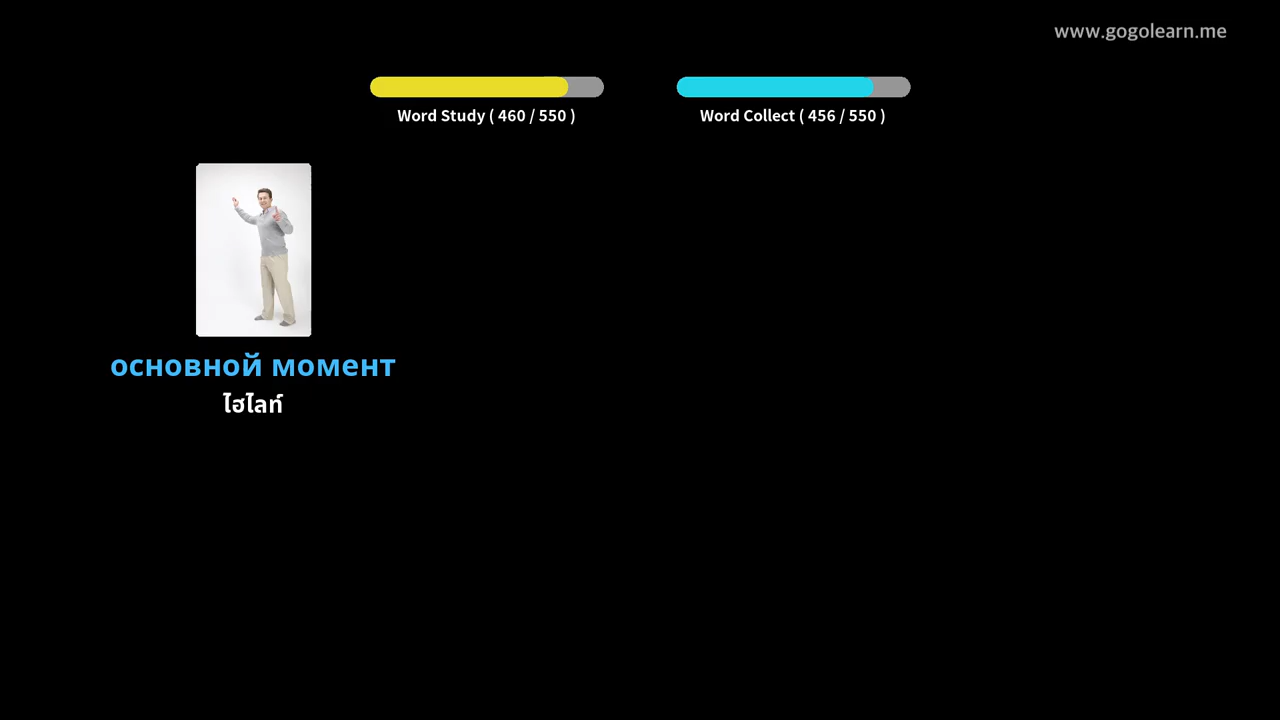 www.gogolearn.me
Word Study ( 460 / 550 )
Word Collect ( 456 / 550 )
основной момент
ไฮไลท์